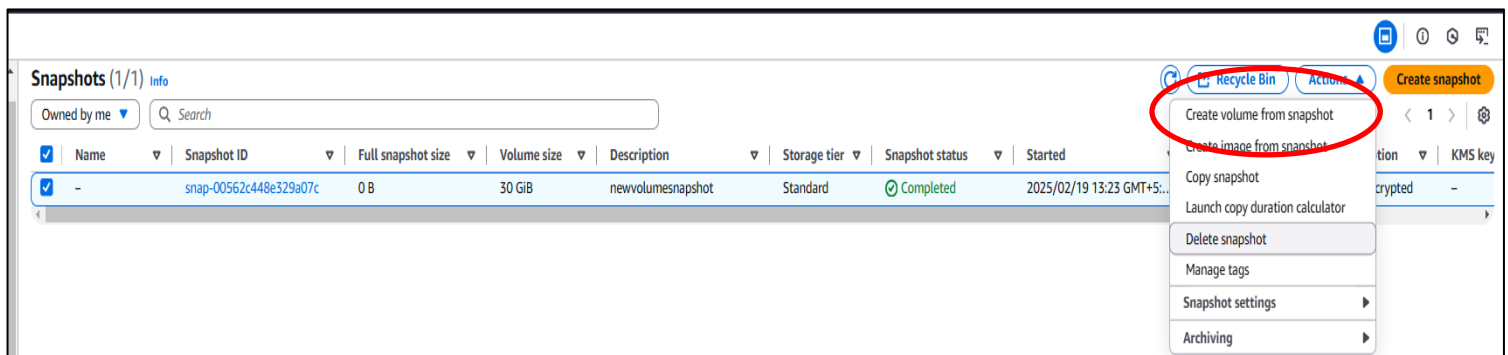 Snapshots (1/1) Info
Recycle Bin
Actions
Create snapshot
Owned by me
Search
1
Name
Snapshot ID
Full snapshot size
Volume size
Description
Storage tier
Snapshot status
Started
KMS key
–
snap-00562c448e329a07c
0 B
30 GiB
newvolumesnapshot
Standard
Completed
2025/02/19 13:23 GMT+5:...
crypted
–
Create volume from snapshot
Create image from snapshot
Copy snapshot
Launch copy duration calculator
Delete snapshot
Manage tags
Snapshot settings
Archiving